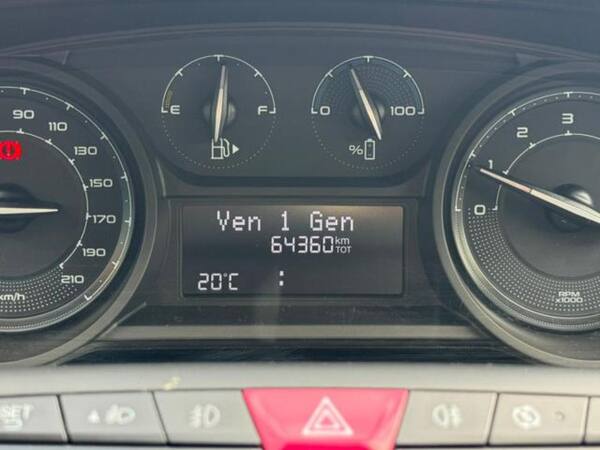 E F
0 100
%
90 110 130 150 170 190 210
km/h
Ven 1 Gen
64360 km
TOT
20°C :
0 1 2 3
RPM
x1000
SET